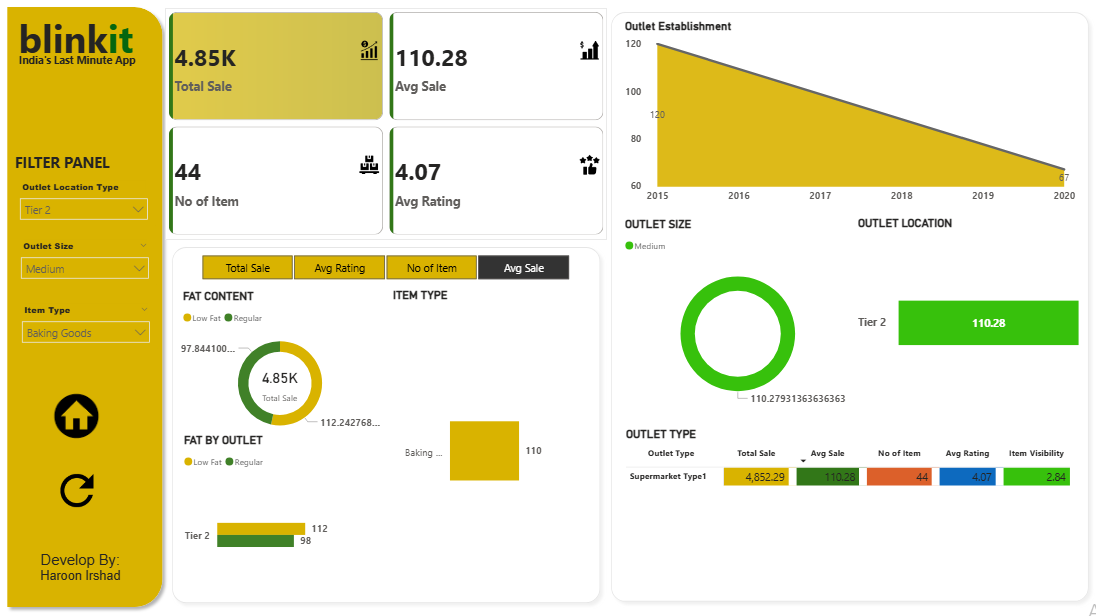 blinkit
India's Last Minute App
FILTER PANEL
Outlet Location Type
Tier 2
Outlet Size
Medium
Item Type
Baking Goods
Develop By:
Haroon Irshad
4.85K
Total Sale
110.28
Avg Sale
44
No of Item
4.07
Avg Rating
Total Sale Avg Rating No of Item Avg Sale
FAT CONTENT
Low Fat Regular
97.844100...
4.85K
Total Sale
112.242768...
FAT BY OUTLET
Low Fat Regular
Tier 2
112
98
ITEM TYPE
Baking ...
110
Outlet Establishment
120
100
80
60
120
67
2015 2016 2017 2018 2019 2020
OUTLET SIZE
Medium
110.27931363636363
OUTLET LOCATION
Tier 2
110.28
OUTLET TYPE
Outlet Type Total Sale Avg Sale No of Item Avg Rating Item Visibility
Supermarket Type1 4,852.29 110.28 44 4.07 2.84